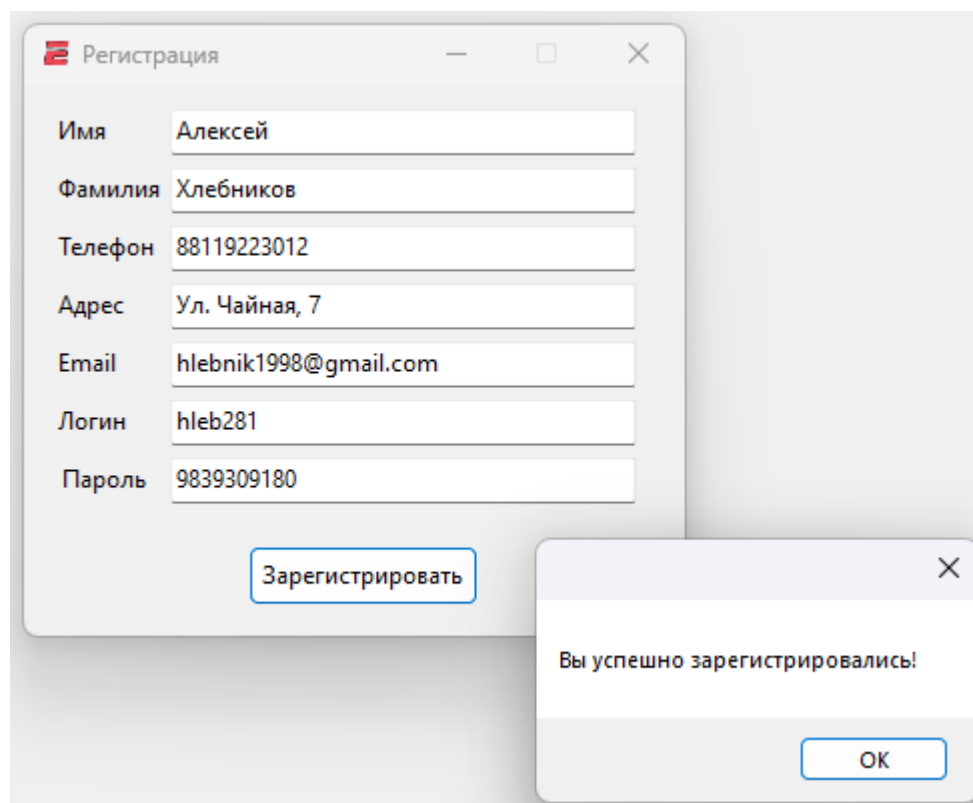 Регистрация
Имя Алексей
Фамилия Хлебников
Телефон 88119223012
Адрес Ул. Чайная, 7
Email hlebnik1998@gmail.com
Логин hleb281
Пароль 9839309180
Зарегистрировать
Вы успешно зарегистрировались!
ОК